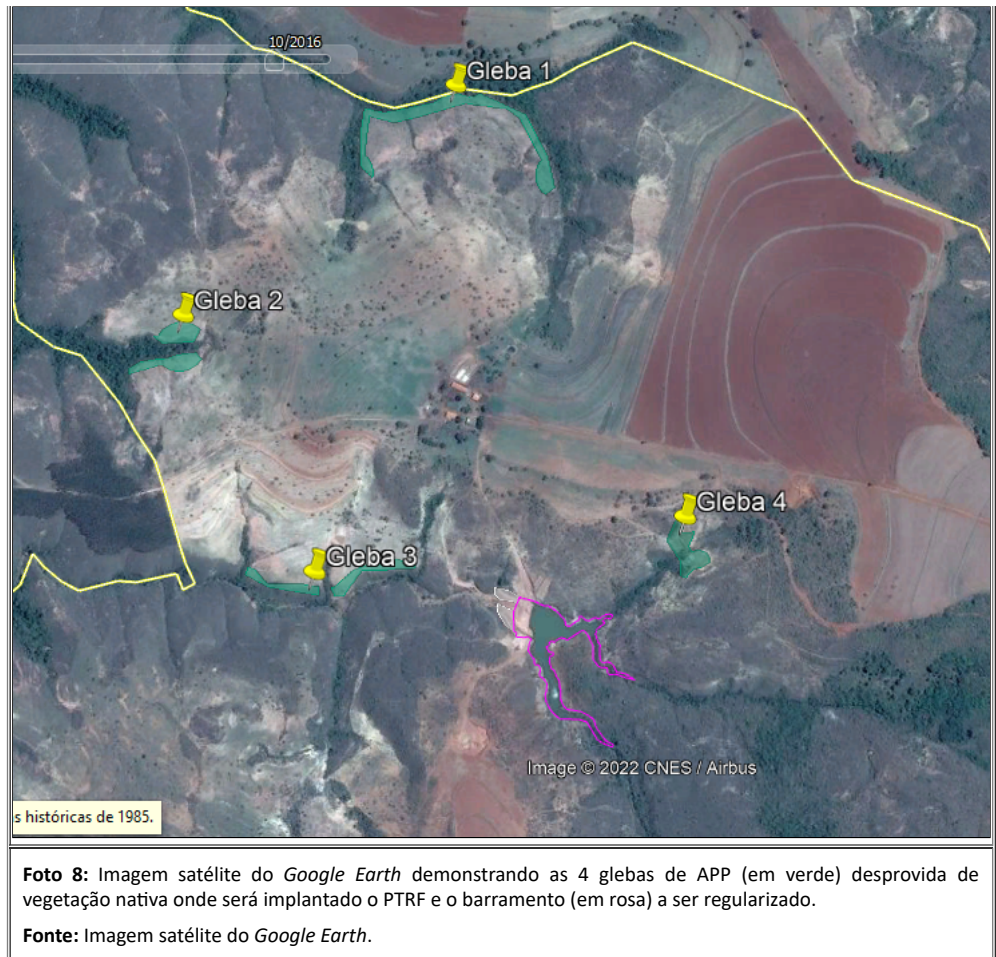 10/2016
Gleba 1
Gleba 2
Gleba 4
Gleba 3
Image © 2022 CNES / Airbus
s históricas de 1985.
Foto 8: Imagem satélite do Google Earth demonstrando as 4 glebas de APP (em verde) desprovida de
vegetação nativa onde será implantado o PTRF e o barramento (em rosa) a ser regularizado.
Fonte: Imagem satélite do Google Earth.